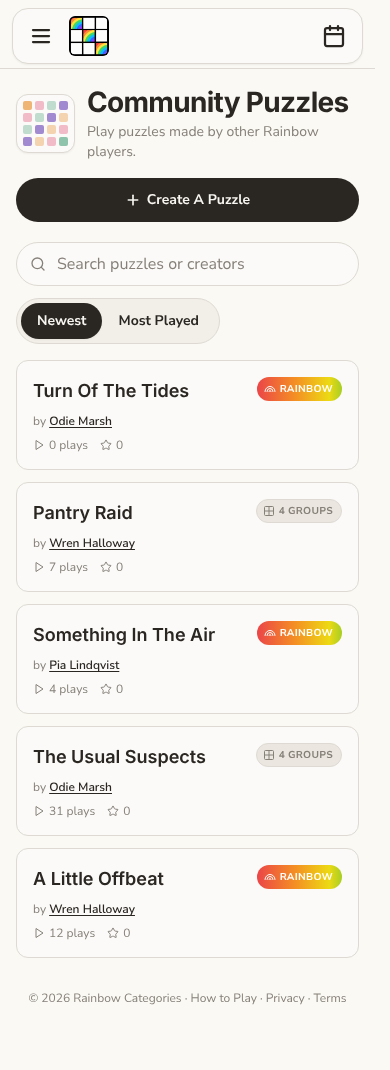 Community Puzzles
Play puzzles made by other Rainbow
players.
Create A Puzzle
Search puzzles or creators
Newest
Most Played
Turn Of The Tides
RAINBOW
by Odie Marsh
0 plays
0
Pantry Raid
4 GROUPS
by Wren Halloway
7 plays
0
Something In The Air
RAINBOW
by Pia Lindqvist
4 plays
0
The Usual Suspects
4 GROUPS
by Odie Marsh
31 plays
0
A Little Offbeat
RAINBOW
by Wren Halloway
12 plays
0
© 2026 Rainbow Categories · How to Play · Privacy · Terms